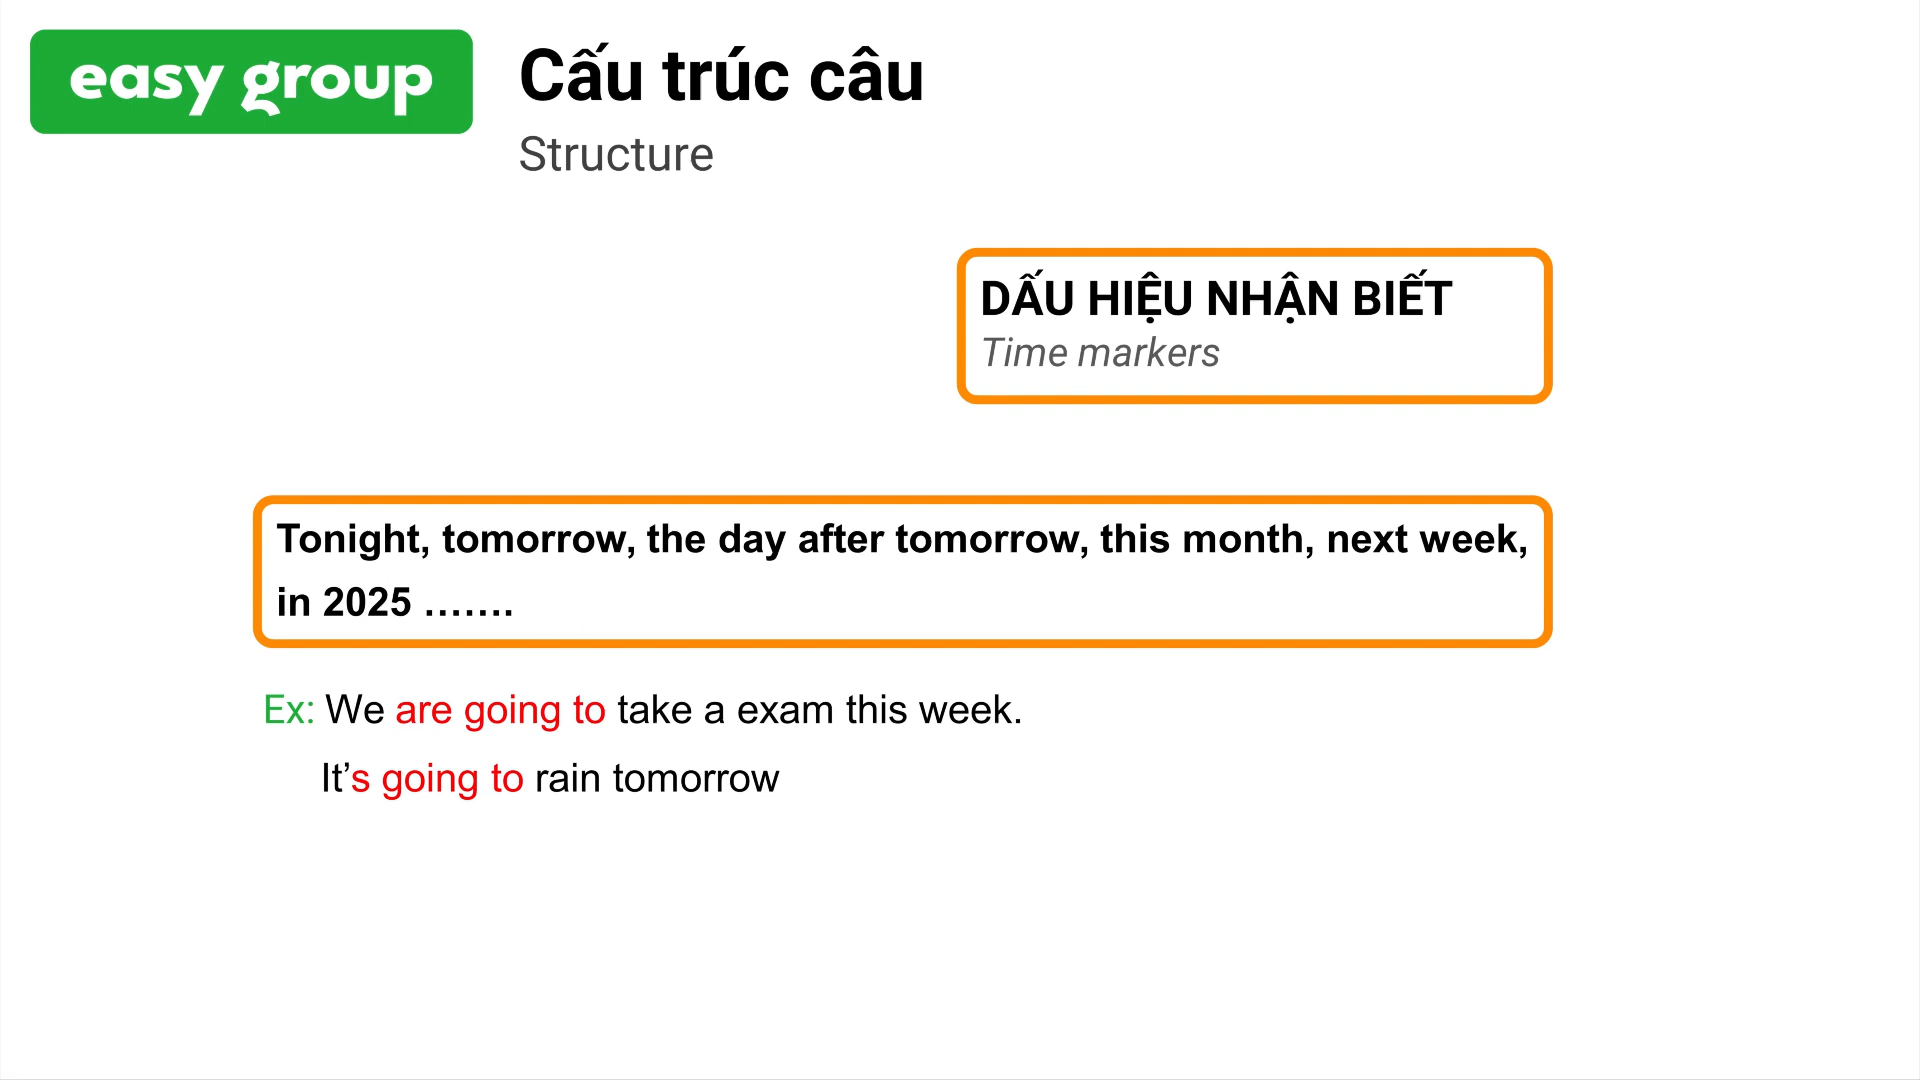 easy group
Cấu trúc câu
Structure
DẤU HIỆU NHẬN BIẾT
Time markers
Tonight, tomorrow, the day after tomorrow, this month, next week,
in 2025 …….
Ex: We are going to take a exam this week.
It’s going to rain tomorrow